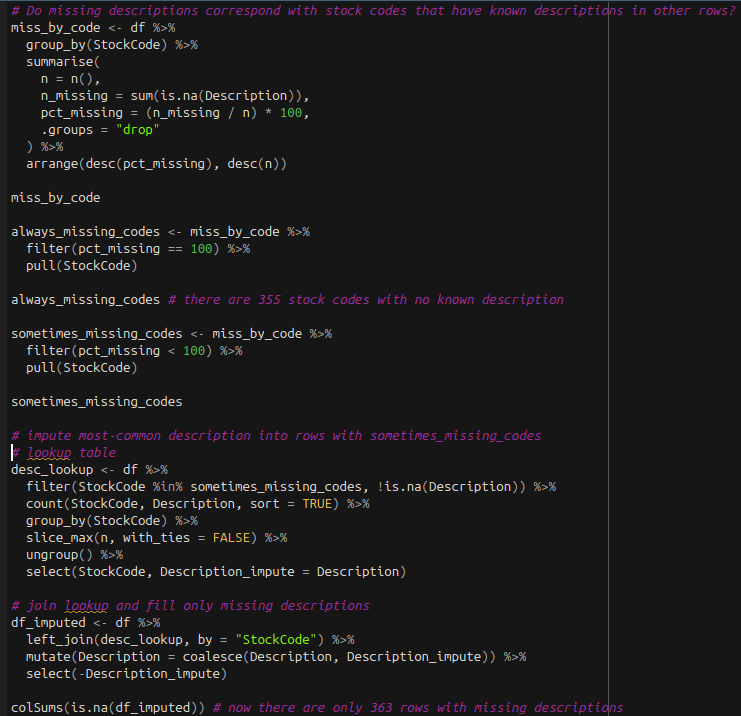 # Do missing descriptions correspond with stock codes that have known descriptions in other rows?
miss_by_code <- df %>%
  group_by(StockCode) %>%
  summarise(
    n = n(),
    n_missing = sum(is.na(Description)),
    pct_missing = (n_missing / n) * 100,
    .groups = "drop"
  ) %>%
  arrange(desc(pct_missing), desc(n))

miss_by_code

always_missing_codes <- miss_by_code %>%
  filter(pct_missing == 100) %>%
  pull(StockCode)

always_missing_codes # there are 355 stock codes with no known description

sometimes_missing_codes <- miss_by_code %>%
  filter(pct_missing < 100) %>%
  pull(StockCode)

sometimes_missing_codes

# impute most-common description into rows with sometimes_missing_codes
# lookup table
desc_lookup <- df %>%
  filter(StockCode %in% sometimes_missing_codes, !is.na(Description)) %>%
  count(StockCode, Description, sort = TRUE) %>%
  group_by(StockCode) %>%
  slice_max(n, with_ties = FALSE) %>%
  ungroup() %>%
  select(StockCode, Description_impute = Description)

# join lookup and fill only missing descriptions
df_imputed <- df %>%
  left_join(desc_lookup, by = "StockCode") %>%
  mutate(Description = coalesce(Description, Description_impute)) %>%
  select(-Description_impute)

colSums(is.na(df_imputed)) # now there are only 363 rows with missing descriptions